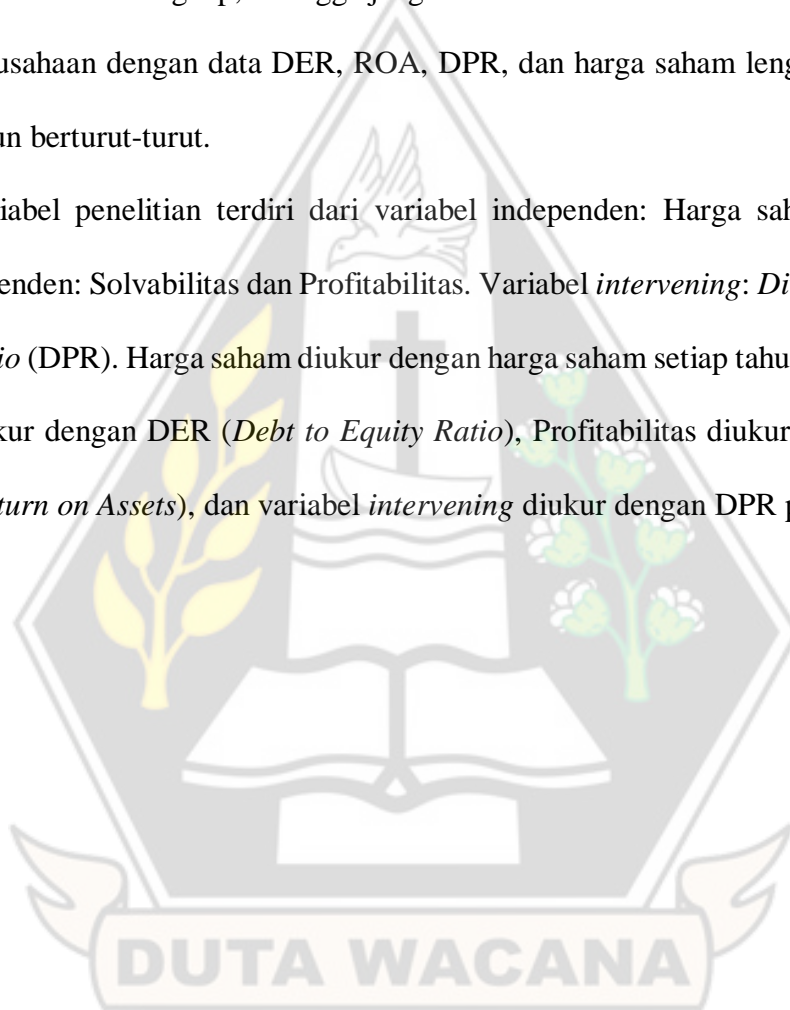 usahaan dengan data DER, ROA, DPR, dan harga saham leng
un berturut-turut.
iabel penelitian terdiri dari variabel independen: Harga sah
enden: Solvabilitas dan Profitabilitas. Variabel intervening: Di
io (DPR). Harga saham diukur dengan harga saham setiap tahu
kur dengan DER (Debt to Equity Ratio), Profitabilitas diukur
turn on Assets), dan variabel intervening diukur dengan DPR p
DUTA WACANA